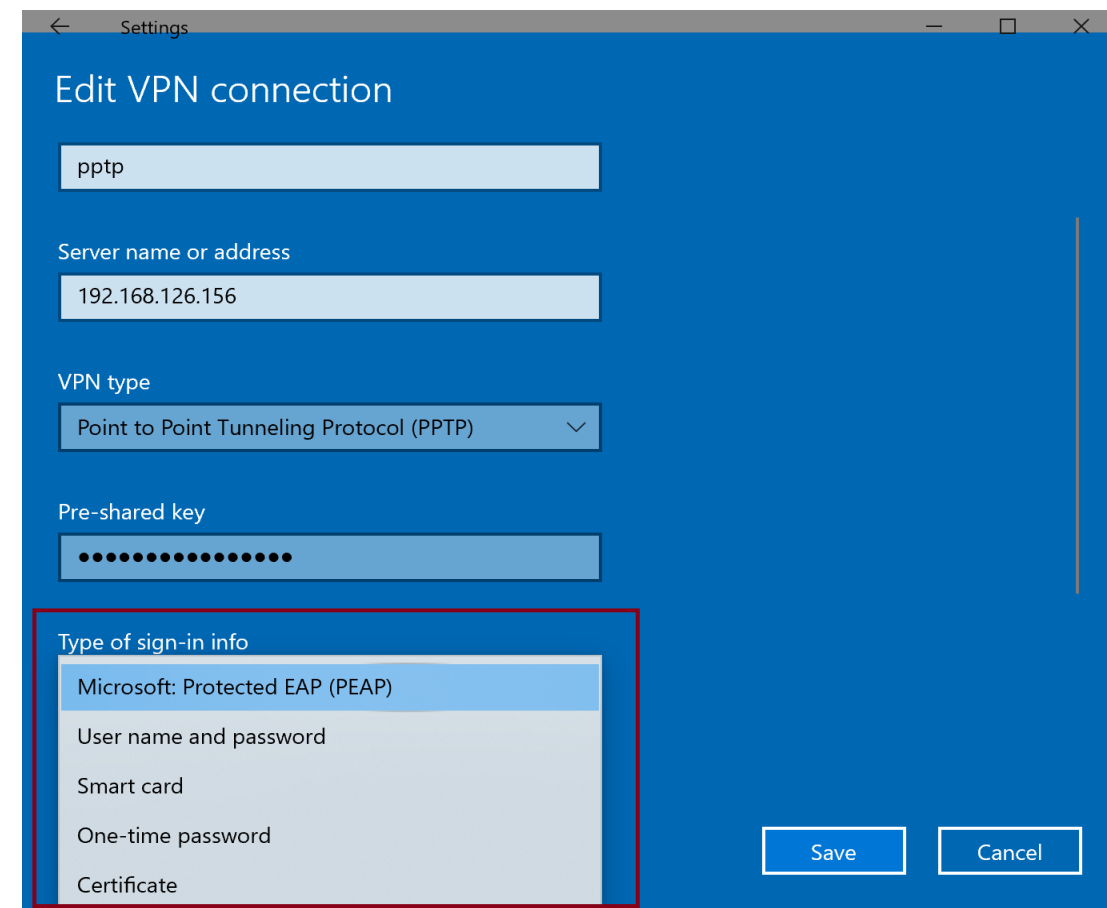 Settings
Edit VPN connection
pptp
Server name or address
192.168.126.156
VPN type
Point to Point Tunneling Protocol (PPTP)
Pre-shared key
●●●●●●●●●●●●●●●●
Type of sign-in info
Microsoft: Protected EAP (PEAP)
User name and password
Smart card
One-time password
Certificate
Save
Cancel